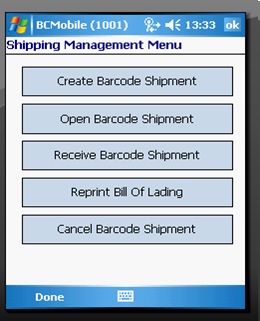 BCMobile (1001) 13:33 ok
Shipping Management Menu
Create Barcode Shipment
Open Barcode Shipment
Receive Barcode Shipment
Reprint Bill Of Lading
Cancel Barcode Shipment
Done